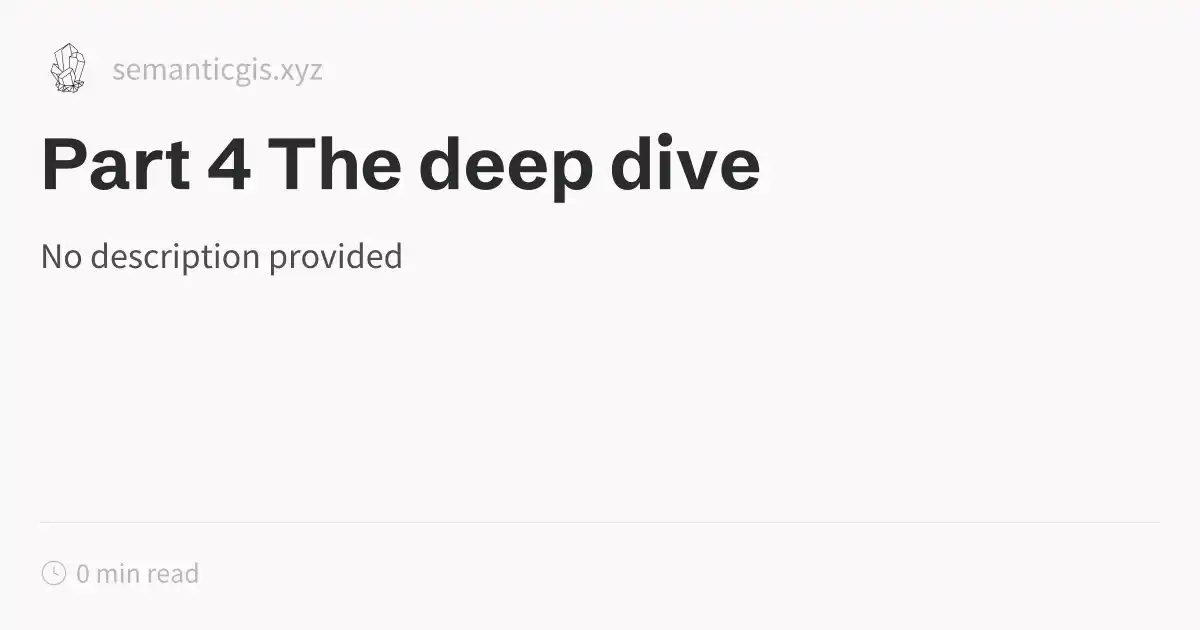 semanticgis.xyz
Part 4 The deep dive
No description provided
0 min read